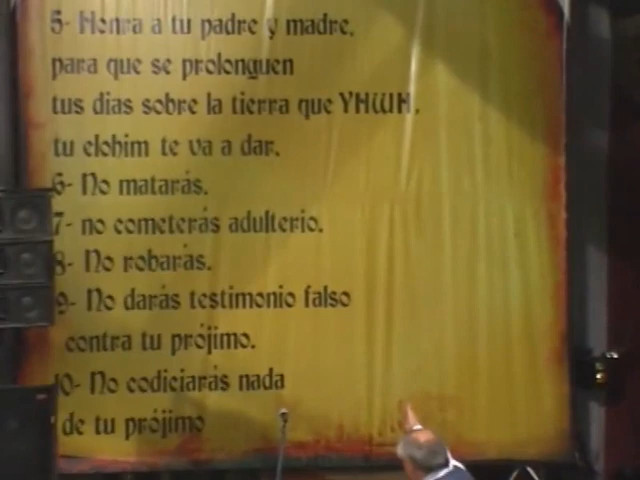 5- Honra a tu padre y madre,
para que se prolonguen
tus dias sobre la tierra que YHWH,
tu elohim te va a dar.
6- No matarás.
7- no cometerás adulterio.
8- No robarás.
9- No darás testimonio falso
contra tu prójimo.
10- No codiciarás nada
de tu prójimo